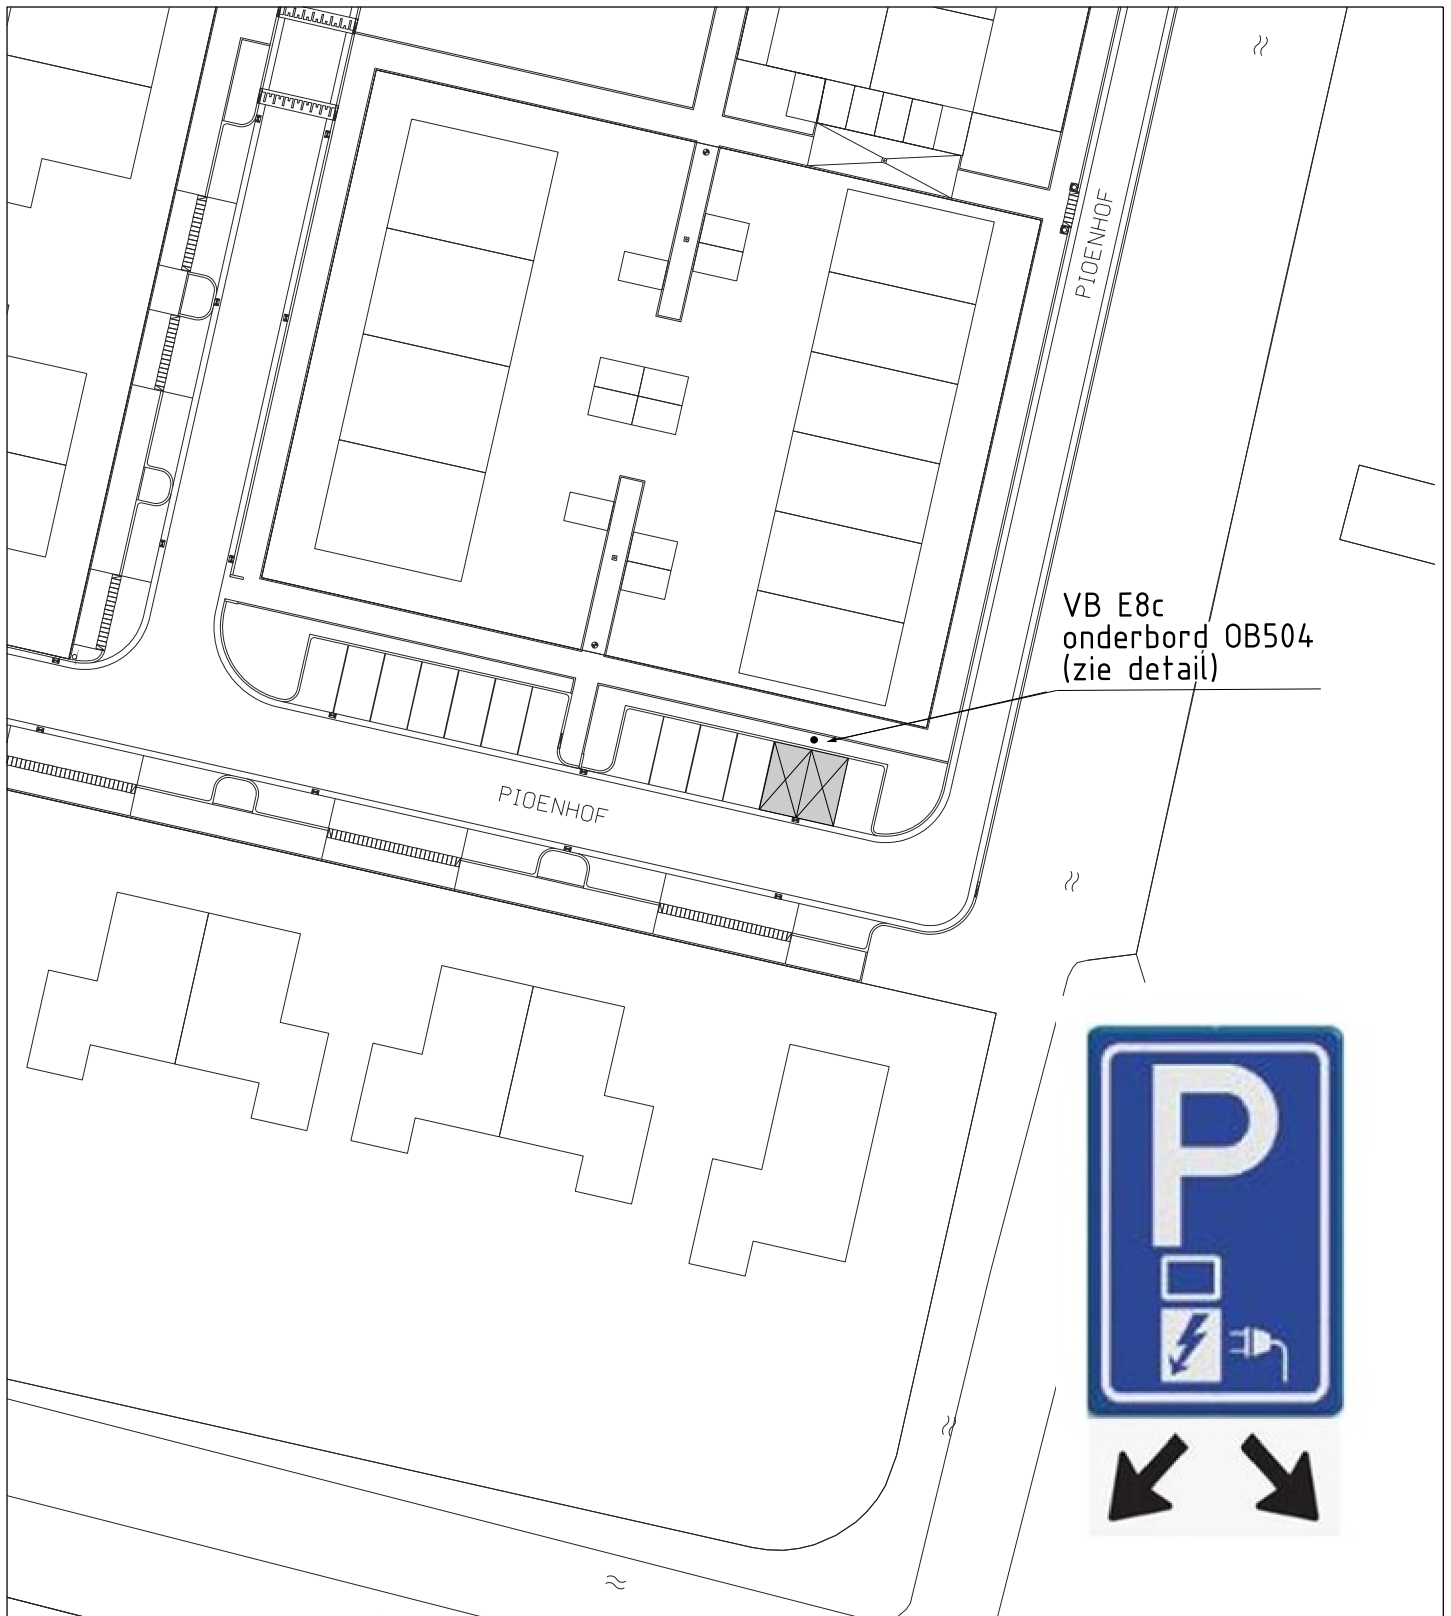 PIOENHOF
VB E8c
onderbord OB504
(zie detail)
PIOENHOF
P